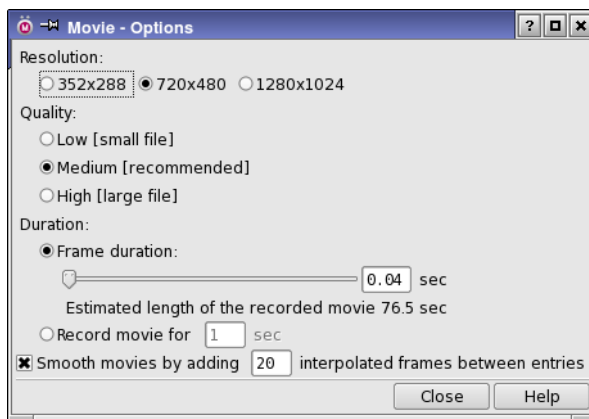 Movie - Options
Resolution:
352x288 720x480 1280x1024
Quality:
Low [small file]
Medium [recommended]
High [large file]
Duration:
Frame duration:
0.04 sec
Estimated length of the recorded movie 76.5 sec
Record movie for 1 sec
Smooth movies by adding 20 interpolated frames between entries
Close Help